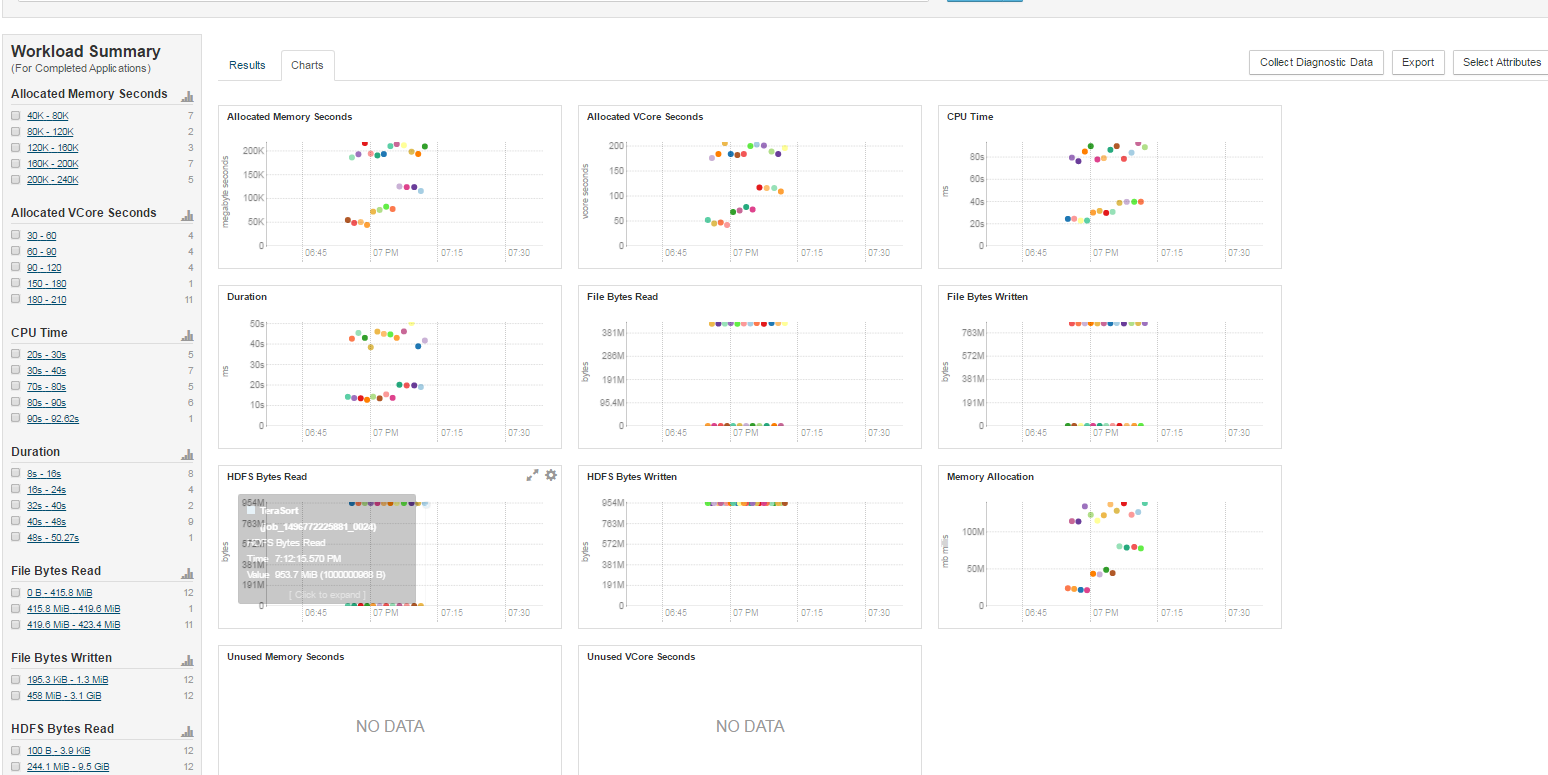 Workload Summary
(For Completed Applications)
Allocated Memory Seconds
40K - 80K 7
80K - 120K 2
120K - 160K 3
160K - 200K 7
200K - 240K 5
Allocated VCore Seconds
30 - 60 4
60 - 90 4
90 - 120 4
150 - 180 1
180 - 210 11
CPU Time
20s - 30s 5
30s - 40s 7
70s - 80s 5
80s - 90s 6
90s - 92.62s 1
Duration
8s - 16s 8
16s - 24s 4
32s - 40s 2
40s - 48s 9
48s - 50.27s 1
File Bytes Read
0 B - 415.8 MiB 12
415.8 MiB - 419.6 MiB 1
419.6 MiB - 423.4 MiB 11
File Bytes Written
195.3 KiB - 1.3 MiB 12
458 MiB - 3.1 GiB 12
HDFS Bytes Read
100 B - 3.9 KiB 12
244.1 MiB - 9.5 GiB 12
Results Charts
Collect Diagnostic Data Export Select Attributes
Allocated Memory Seconds
megabyte seconds
200K
150K
100K
50K
0
06:45 07 PM 07:15 07:30
Allocated VCore Seconds
vcore seconds
200
150
100
50
0
06:45 07 PM 07:15 07:30
CPU Time
ms
80s
60s
40s
20s
0
06:45 07 PM 07:15 07:30
Duration
ms
50s
40s
30s
20s
10s
0
06:45 07 PM 07:15 07:30
File Bytes Read
bytes
381M
286M
191M
95.4M
0
06:45 07 PM 07:15 07:30
File Bytes Written
bytes
763M
572M
381M
191M
0
06:45 07 PM 07:15 07:30
HDFS Bytes Read
bytes
954M
763M
572M
381M
191M
0
06:45 07 PM 07:15 07:30
TeraSort
(job_1496772225881_0024)
HDFS Bytes Read
Time 7:12:15.570 PM
Value 953.7 MiB (1000000968 B)
[ Click to expand ]
HDFS Bytes Written
bytes
954M
763M
572M
381M
191M
0
06:45 07 PM 07:15 07:30
Memory Allocation
mb millis
100M
50M
0
06:45 07 PM 07:15 07:30
Unused Memory Seconds
NO DATA
Unused VCore Seconds
NO DATA